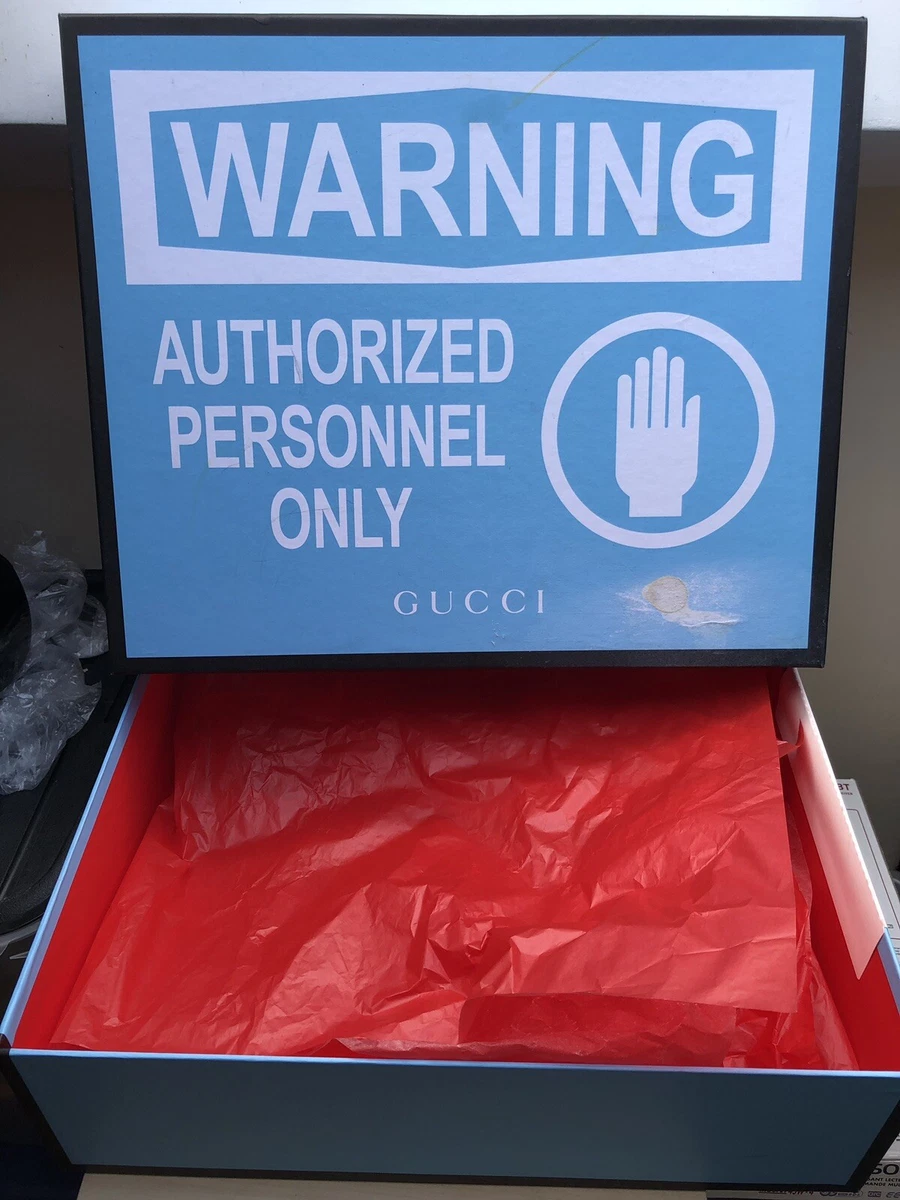 WARNING
AUTHORIZED
PERSONNEL
ONLY
GUCCI